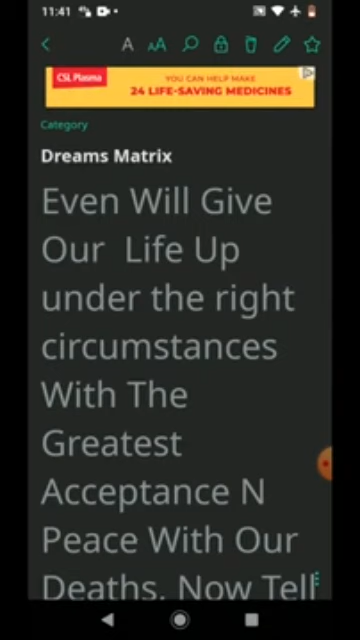 11:41
A AA
CSL Plasma
YOU CAN HELP MAKE
24 LIFE-SAVING MEDICINES
Category
Dreams Matrix
Even Will Give
Our Life Up
under the right
circumstances
With The
Greatest
Acceptance N
Peace With Our
Deaths, Now Tell